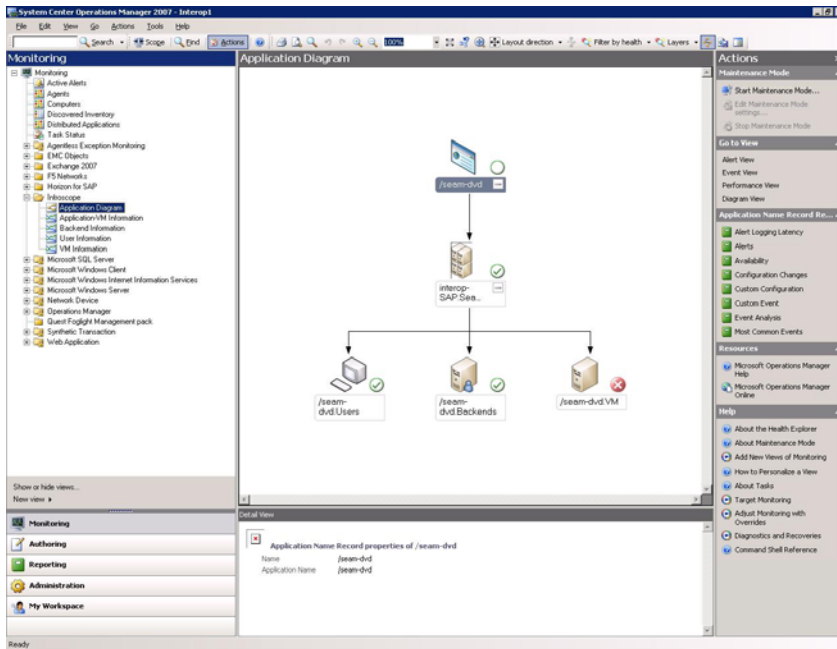 System Center Operations Manager 2007 - Interop1
File Edit View Go Actions Tools Help
Search Scope Find Actions 100% Layout direction Filter by health Layers
Monitoring
Monitoring
Active Alerts
Agents
Computers
Discovered Inventory
Distributed Applications
Task Status
Agentless Exception Monitoring
EMC Objects
Exchange 2007
F5 Networks
Horizon for SAP
Introscope
Application Diagram
Application-VM Information
Backend Information
User Information
VM Information
Microsoft SQL Server
Microsoft Windows Client
Microsoft Windows Internet Information Services
Microsoft Windows Server
Network Device
Operations Manager
Quest Foglight Management pack
Synthetic Transaction
Web Application
Show or hide views...
New view
Monitoring
Authoring
Reporting
Administration
My Workspace
Ready
Application Diagram
/seam-dvd
interop-
SAP:Sea...
/seam-
dvd:Users
/seam-
dvd:Backends
/seam-dvd:VM
Detail View
Application Name Record properties of /seam-dvd
Name /seam-dvd
Application Name /seam-dvd
Actions
Maintenance Mode
Start Maintenance Mode...
Edit Maintenance Mode
settings...
Stop Maintenance Mode
Go to View
Alert View
Event View
Performance View
Diagram View
Application Name Record Re...
Alert Logging Latency
Alerts
Availability
Configuration Changes
Custom Configuration
Custom Event
Event Analysis
Most Common Events
Resources
Microsoft Operations Manager
Help
Microsoft Operations Manager
Online
Help
About the Health Explorer
About Maintenance Mode
Add New Views of Monitoring
How to Personalize a View
About Tasks
Target Monitoring
Adjust Monitoring with
Overrides
Diagnostics and Recoveries
Command Shell Reference